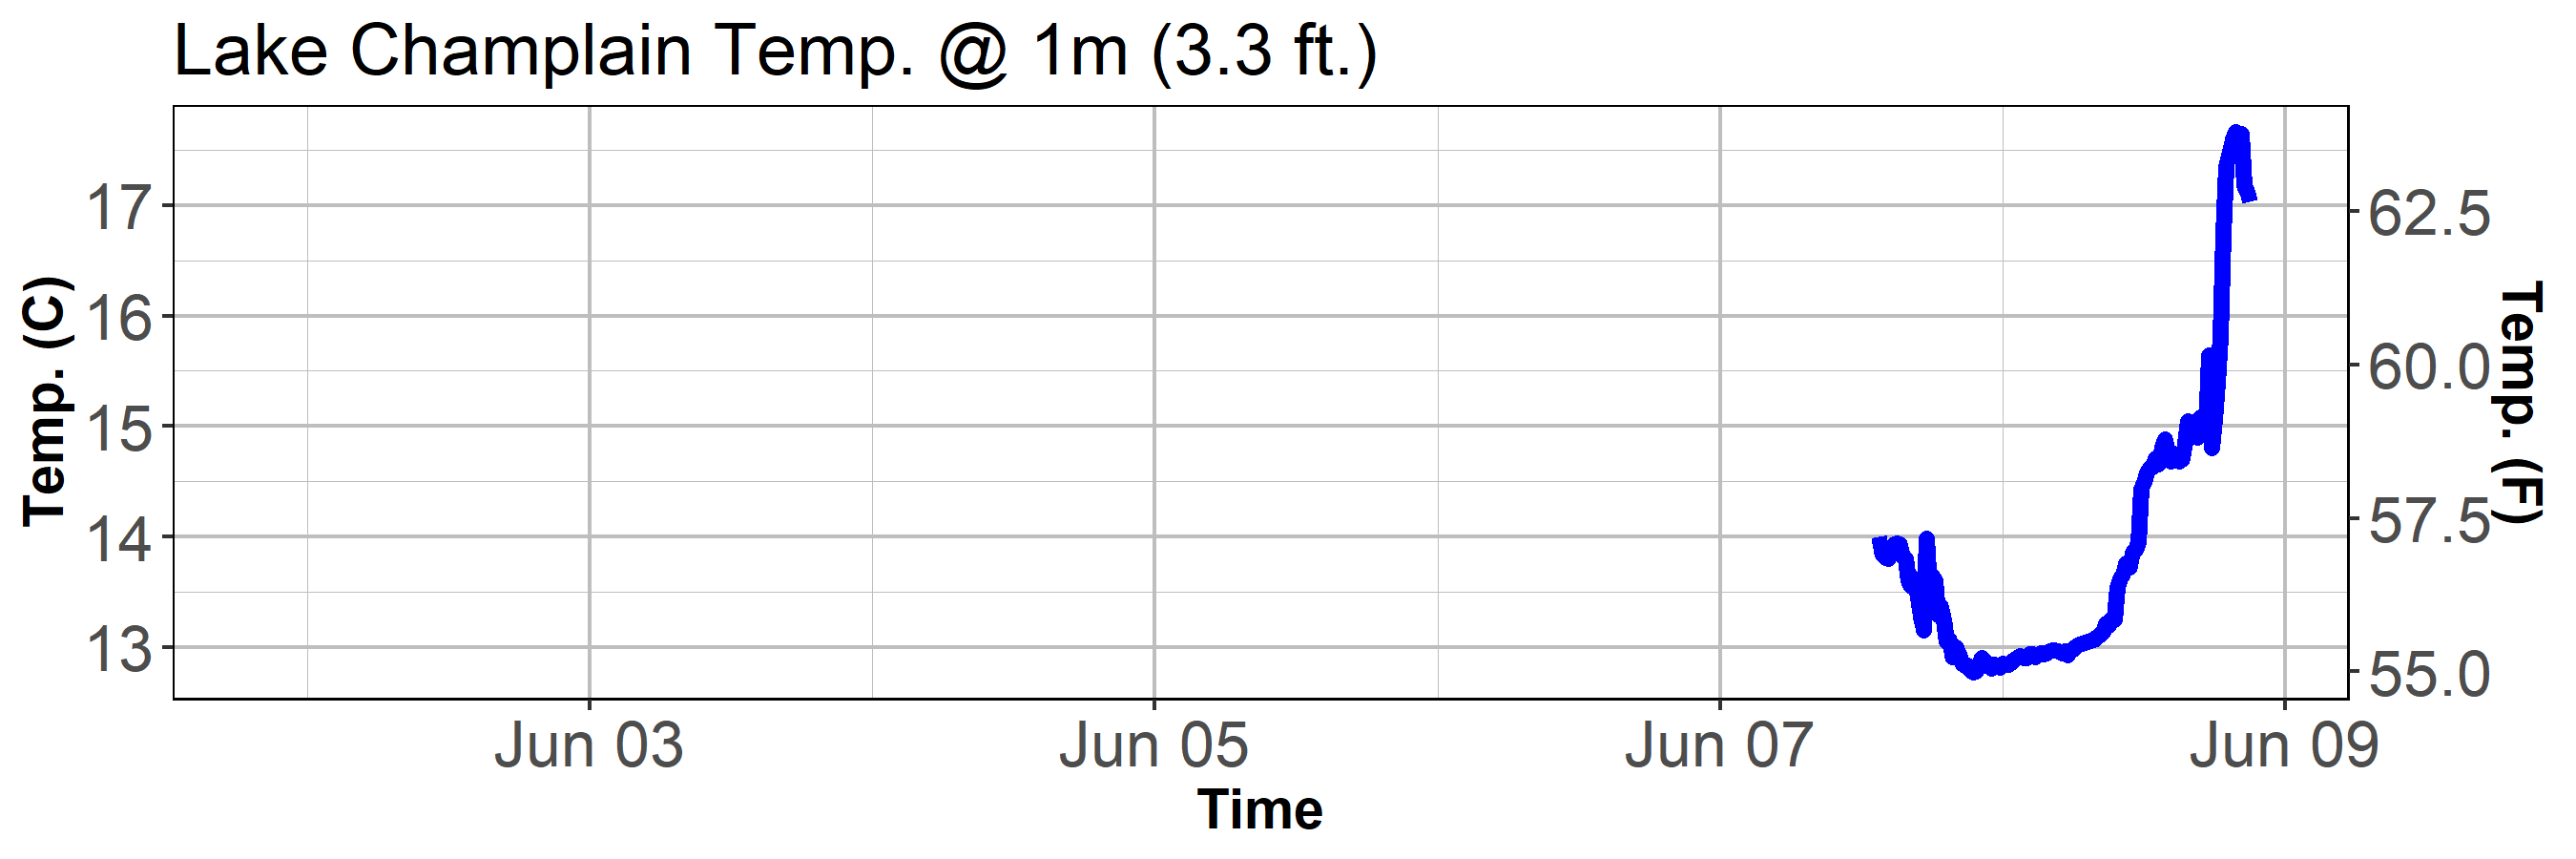 Lake Champlain Temp. @ 1m (3.3 ft.)
Temp. (C)
17
16
15
14
13
62.5
60.0
57.5
55.0
Temp. (F)
Jun 03 Jun 05 Jun 07 Jun 09
Time